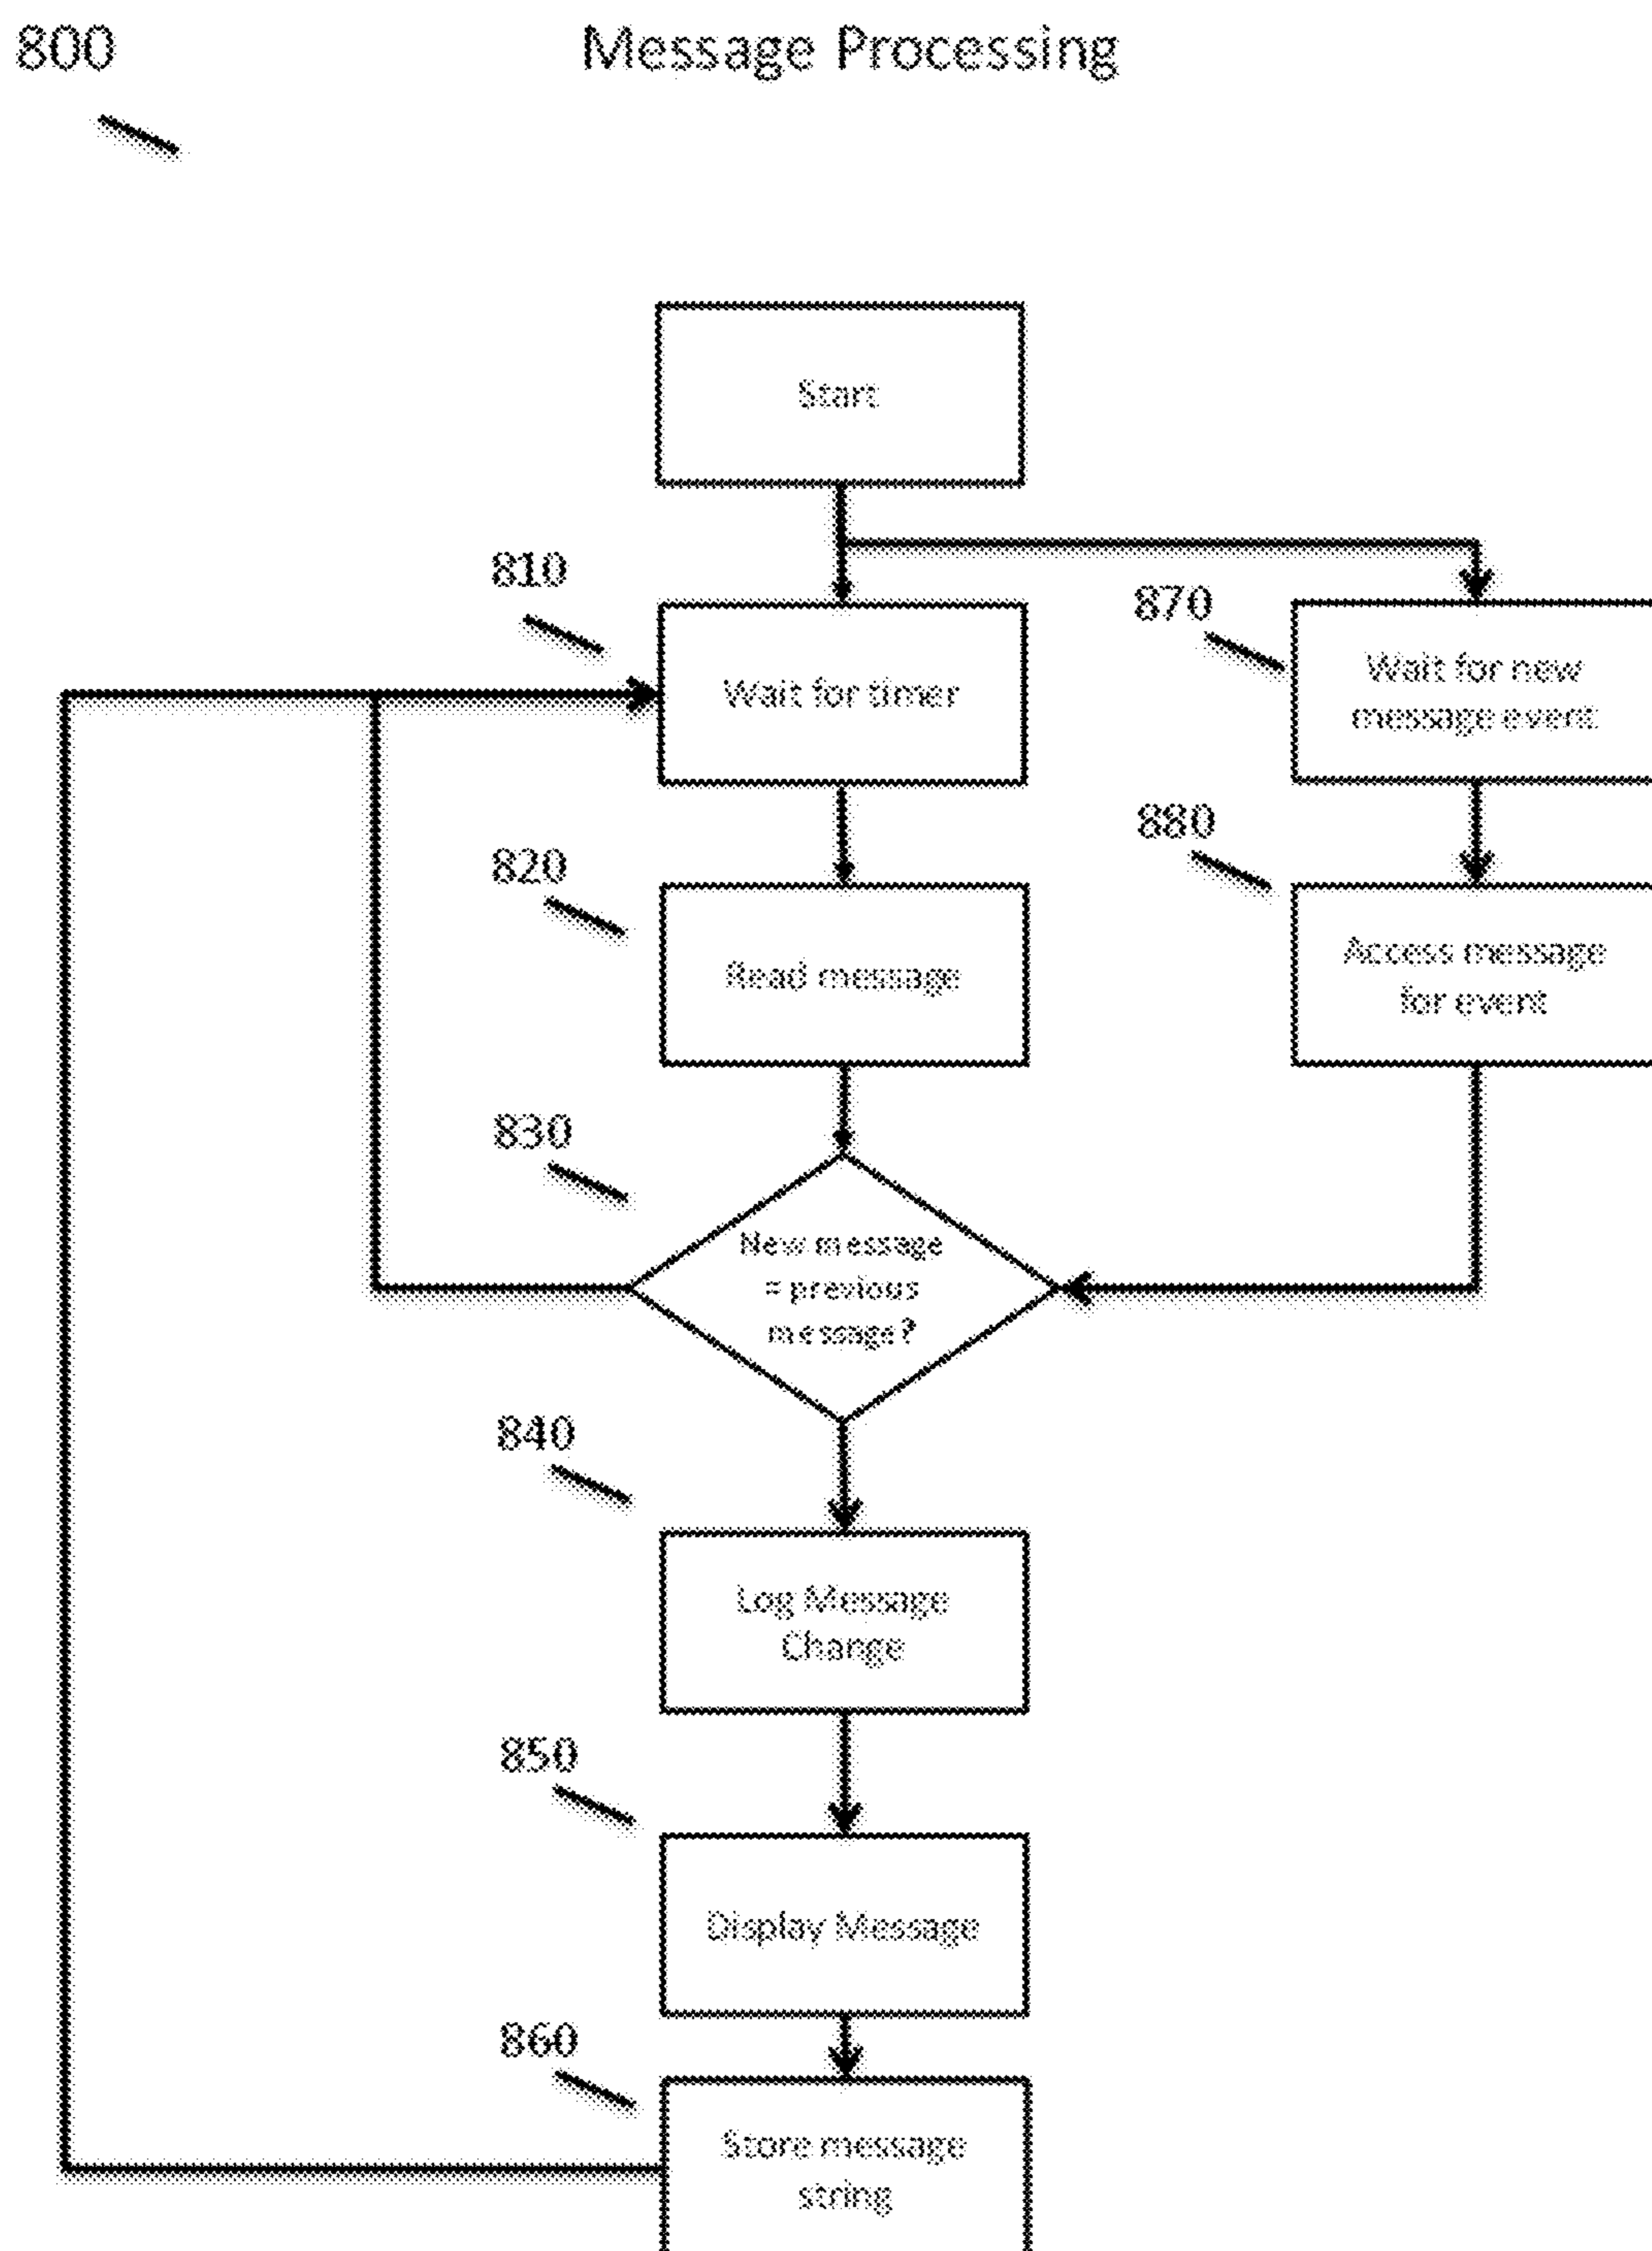 800
Message Processing
Start
810
Wait for timer
870
Wait for new
message event
820
Read message
880
Access message
for event
830
New message
= previous
message?
840
Log Message
Change
850
Display Message
860
Store message
string